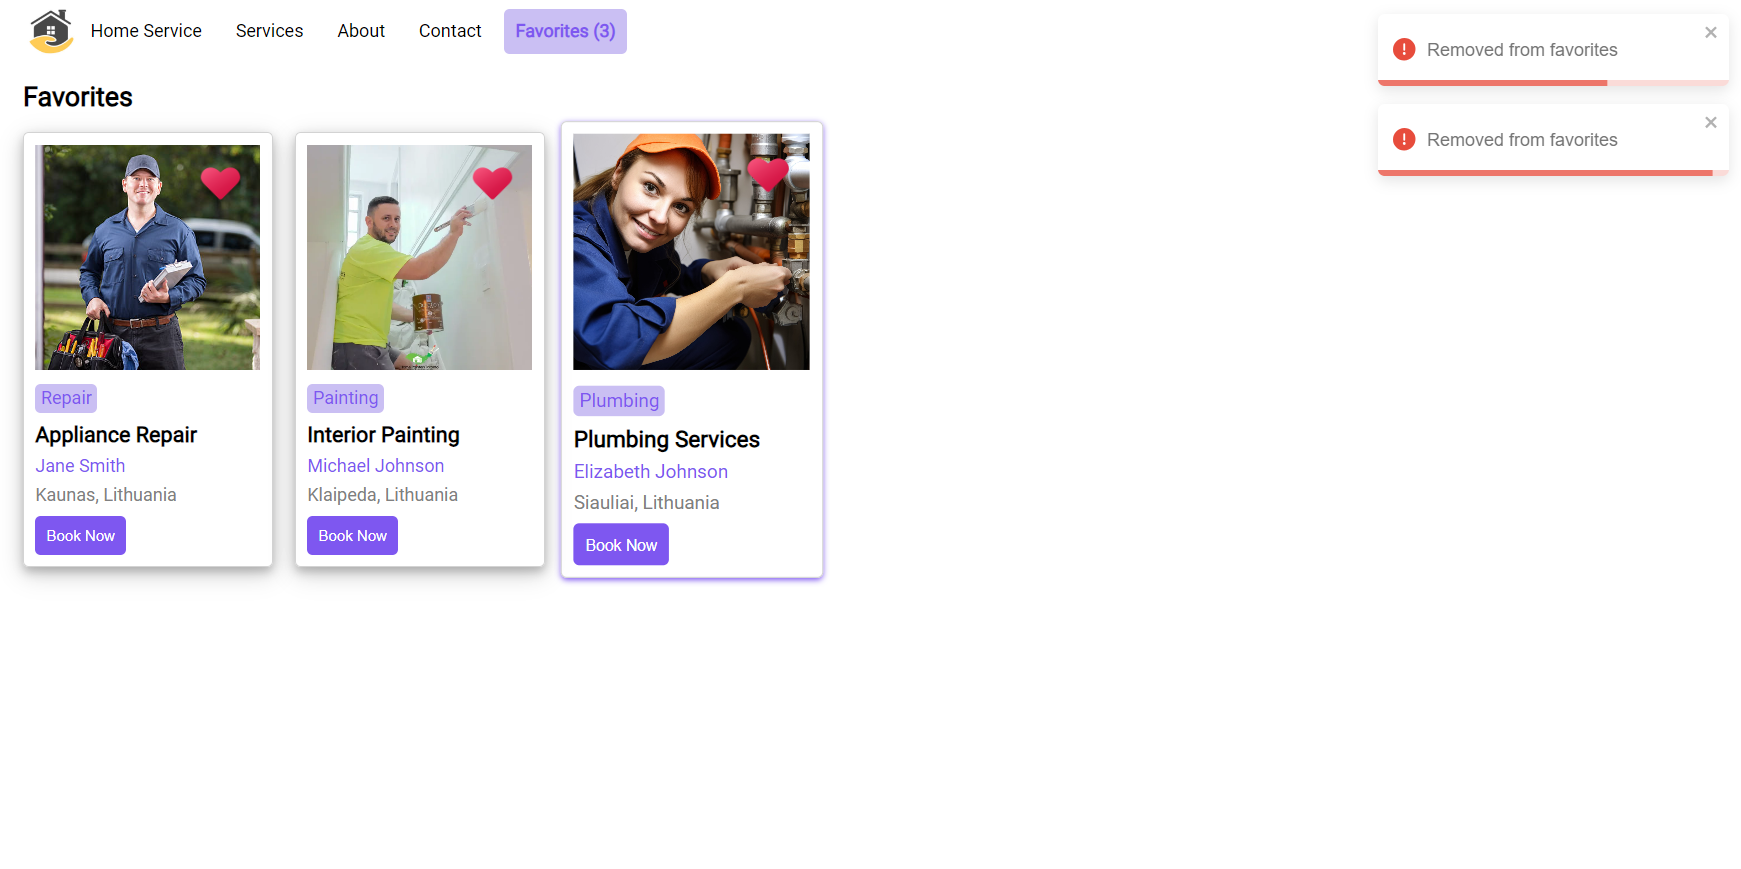 Home Service
Services
About
Contact
Favorites (3)
Removed from favorites
Removed from favorites
Favorites
Repair
Appliance Repair
Jane Smith
Kaunas, Lithuania
Book Now
Painting
Interior Painting
Michael Johnson
Klaipeda, Lithuania
Book Now
Plumbing
Plumbing Services
Elizabeth Johnson
Siauliai, Lithuania
Book Now